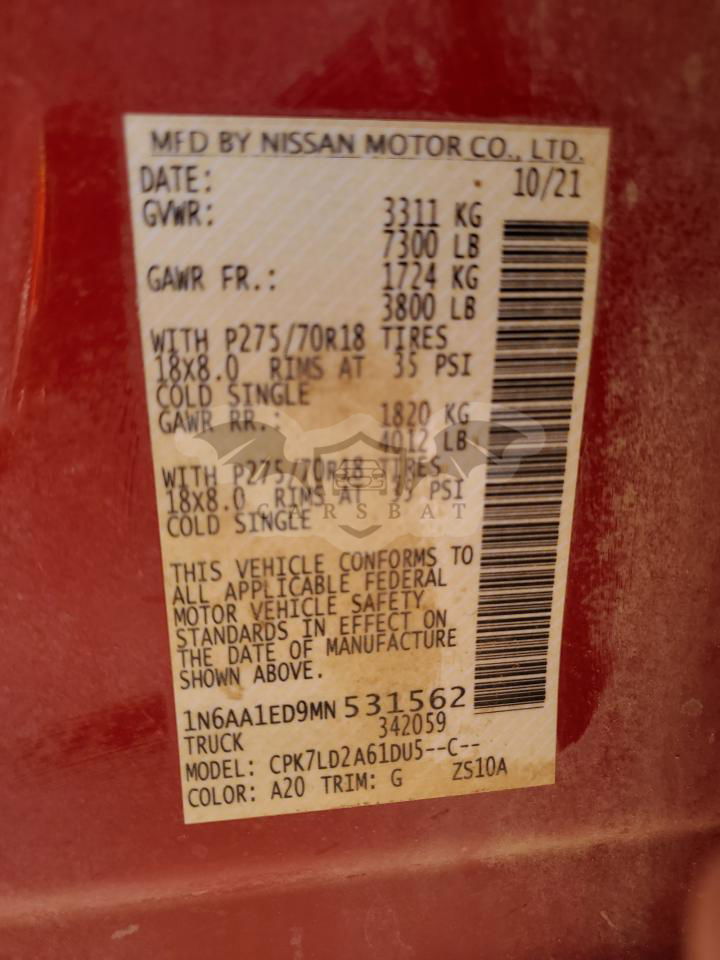 MFD BY NISSAN MOTOR CO., LTD.
DATE: 10/21
GVWR: 3311 KG
7300 LB
GAWR FR.: 1724 KG
3800 LB
WITH P275/70R18 TIRES
18X8.0 RIMS AT 35 PSI
COLD SINGLE
GAWR RR.: 1820 KG
4012 LB
WITH P275/70R18 TIRES
18X8.0 RIMS AT 35 PSI
COLD SINGLE
CARSBAT
THIS VEHICLE CONFORMS TO
ALL APPLICABLE FEDERAL
MOTOR VEHICLE SAFETY
STANDARDS IN EFFECT ON
THE DATE OF MANUFACTURE
SHOWN ABOVE.
1N6AA1ED9MN531562
TRUCK 342059
MODEL: CPK7LD2A61DU5--C--
COLOR: A20 TRIM: G ZS10A